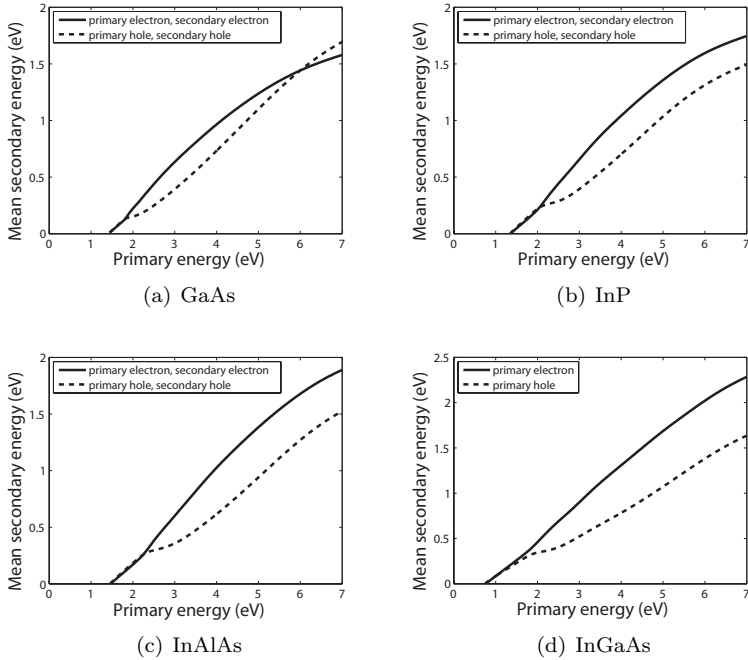 primary electron, secondary electron
primary hole, secondary hole
Mean secondary energy (eV)
2
1.5
1
0.5
0
0 1 2 3 4 5 6 7
Primary energy (eV)
(a) GaAs
primary electron, secondary electron
primary hole, secondary hole
Mean secondary energy (eV)
2
1.5
1
0.5
0
0 1 2 3 4 5 6 7
Primary energy (eV)
(b) InP
primary electron, secondary electron
primary hole, secondary hole
Mean secondary energy (eV)
2
1.5
1
0.5
0
0 1 2 3 4 5 6 7
Primary energy (eV)
(c) InAlAs
primary electron
primary hole
Mean secondary energy (eV)
2.5
2
1.5
1
0.5
0
0 1 2 3 4 5 6 7
Primary energy (eV)
(d) InGaAs